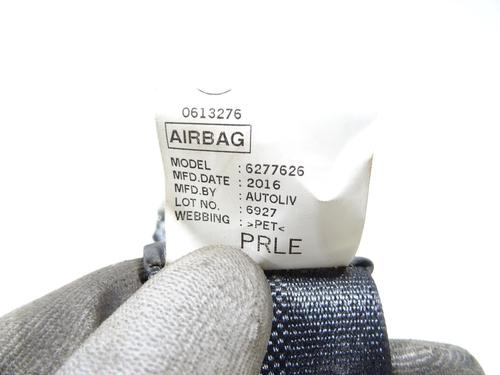 0613276
AIRBAG
MODEL : 6277626
MFD.DATE : 2016
MFD.BY : AUTOLIV
LOT NO. : 6927
WEBBING : >PET<
PRLE